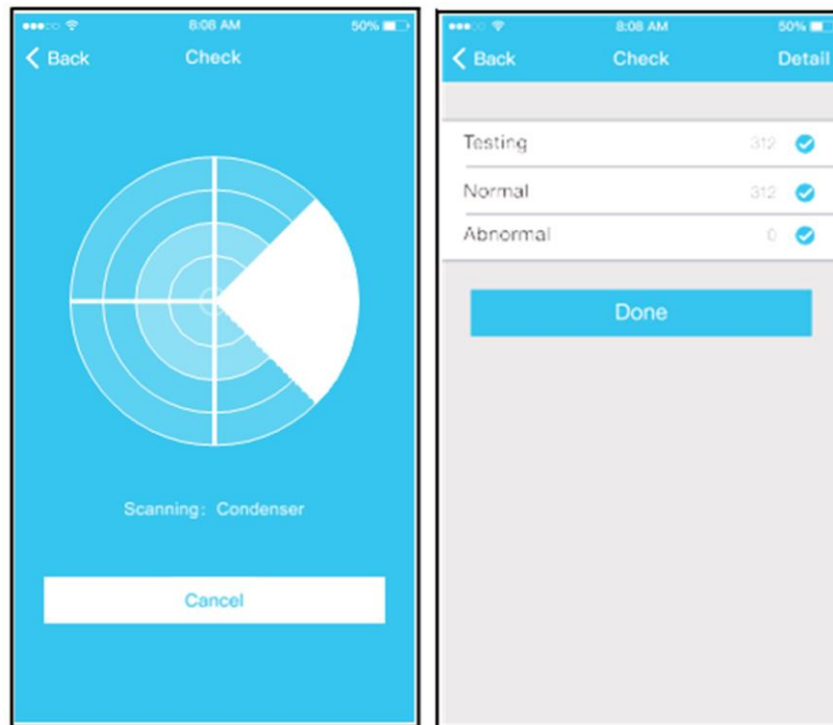 8:08 AM 50%
Back Check
Scanning: Condenser
Cancel
8:08 AM 50%
Back Check Detail
Testing 312
Normal 312
Abnormal 0
Done